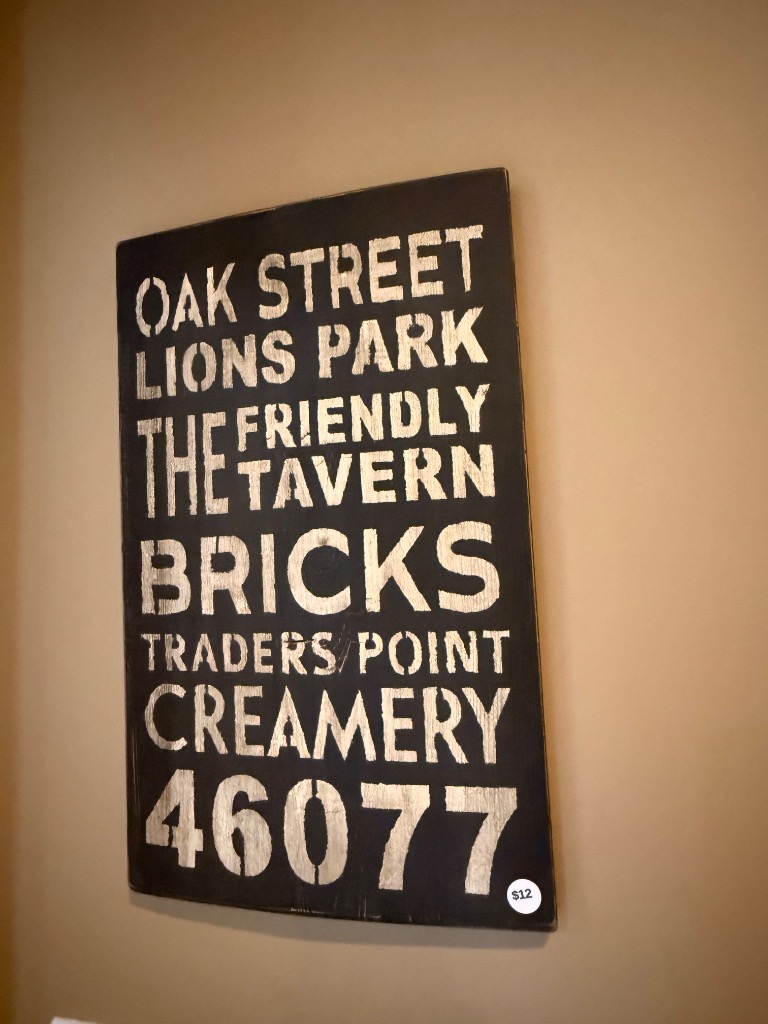 OAK STREET
LIONS PARK
THE FRIENDLY
TAVERN
BRICKS
TRADERS POINT
CREAMERY
46077
$12